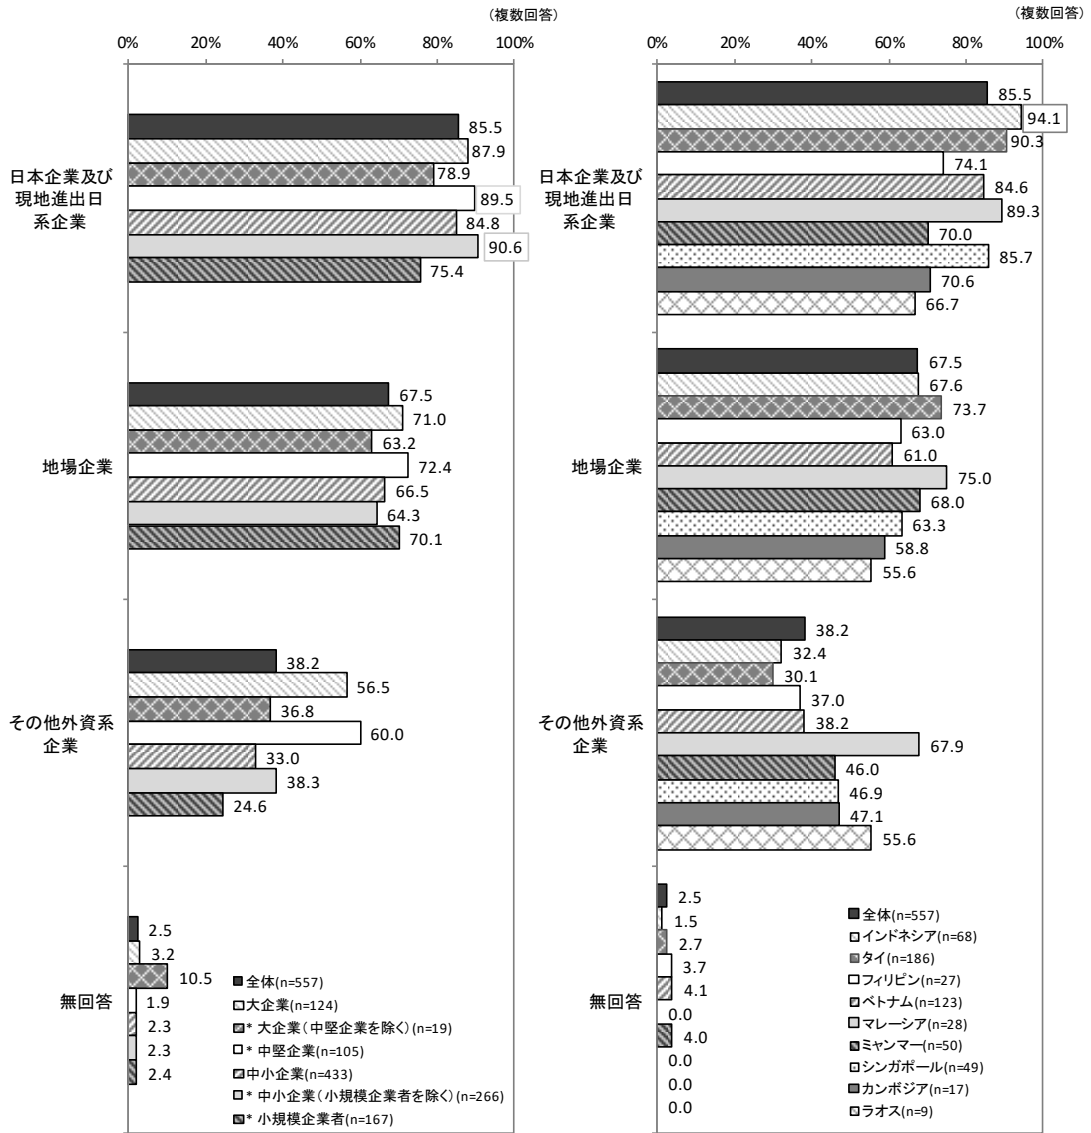 (複数回答)
0% 20% 40% 60% 80% 100%
日本企業及び
現地進出日
系企業
85.5
87.9
78.9
89.5
84.8
90.6
75.4
地場企業
67.5
71.0
63.2
72.4
66.5
64.3
70.1
その他外資系
企業
38.2
56.5
36.8
60.0
33.0
38.3
24.6
無回答
2.5
3.2
10.5
1.9
2.3
2.3
2.4
全体(n=557)
大企業(n=124)
* 大企業(中堅企業を除く)(n=19)
* 中堅企業(n=105)
中小企業(n=433)
* 中小企業(小規模企業者を除く)(n=266)
* 小規模企業者(n=167)
(複数回答)
0% 20% 40% 60% 80% 100%
日本企業及び
現地進出日
系企業
85.5
94.1
90.3
74.1
84.6
89.3
70.0
85.7
70.6
66.7
地場企業
67.5
67.6
73.7
63.0
61.0
75.0
68.0
63.3
58.8
55.6
その他外資系
企業
38.2
32.4
30.1
37.0
38.2
67.9
46.0
46.9
47.1
55.6
無回答
2.5
1.5
2.7
3.7
4.1
0.0
4.0
0.0
0.0
0.0
全体(n=557)
インドネシア(n=68)
タイ(n=186)
フィリピン(n=27)
ベトナム(n=123)
マレーシア(n=28)
ミャンマー(n=50)
シンガポール(n=49)
カンボジア(n=17)
ラオス(n=9)